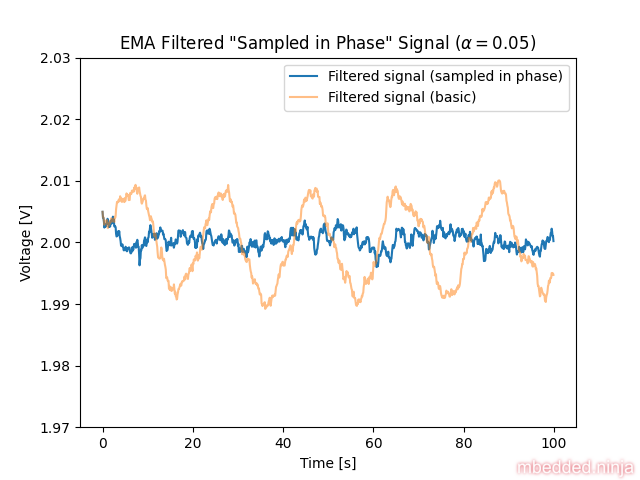 EMA Filtered "Sampled in Phase" Signal (α = 0.05)
Filtered signal (sampled in phase)
Filtered signal (basic)
Voltage [V]
2.03
2.02
2.01
2.00
1.99
1.98
1.97
0 20 40 60 80 100
Time [s]
mbedded.ninja